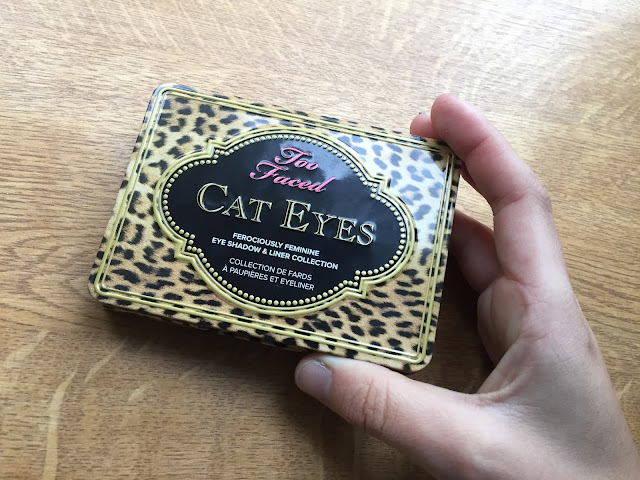 Too
Faced
CAT EYES
FEROCIOUSLY FEMININE
EYE SHADOW & LINER COLLECTION
COLLECTION DE FARDS
À PAUPIÈRES ET EYELINER